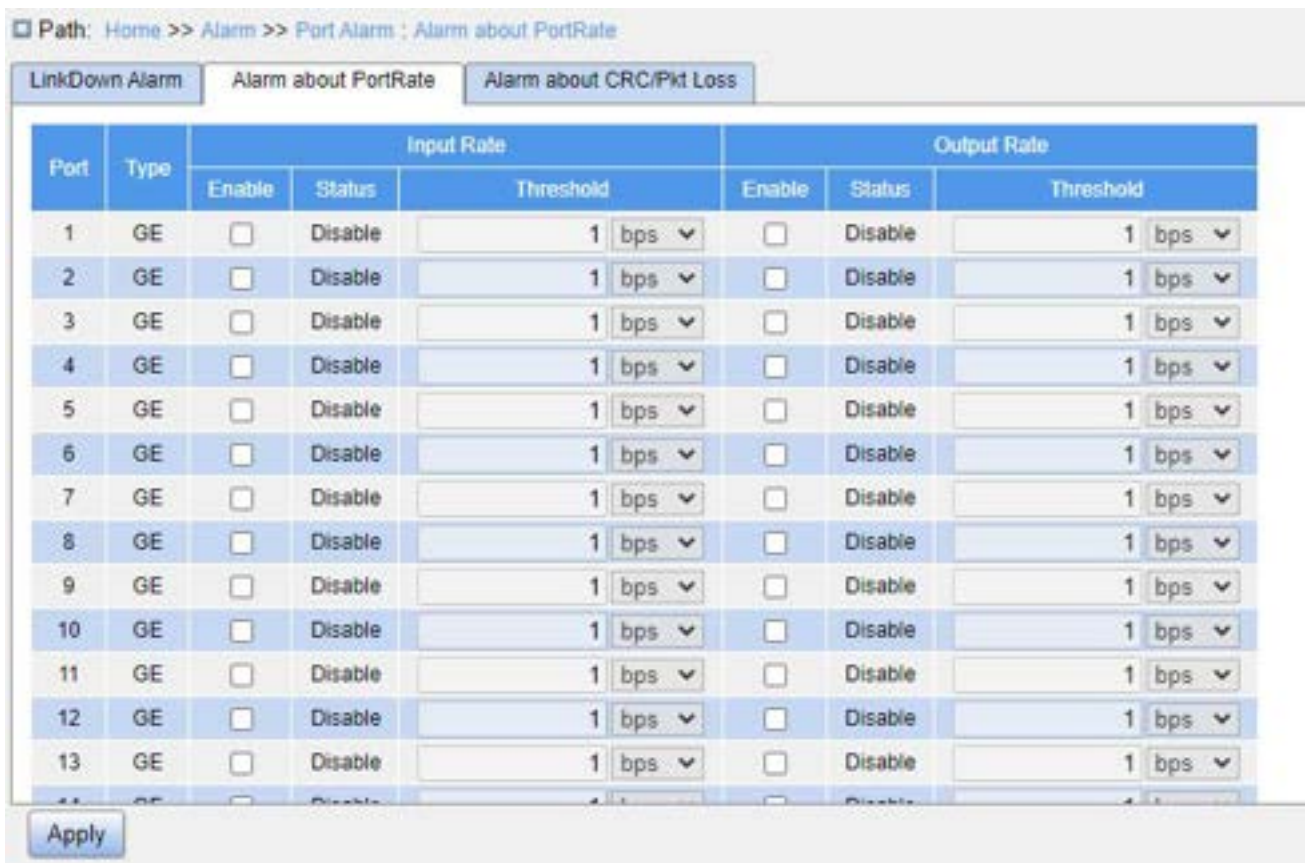 Path: Home >> Alarm >> Port Alarm : Alarm about PortRate
LinkDown Alarm Alarm about PortRate Alarm about CRC/Pkt Loss
Port Type Input Rate Output Rate
Enable Status Threshold Enable Status Threshold
1 GE Disable 1 bps Disable 1 bps
2 GE Disable 1 bps Disable 1 bps
3 GE Disable 1 bps Disable 1 bps
4 GE Disable 1 bps Disable 1 bps
5 GE Disable 1 bps Disable 1 bps
6 GE Disable 1 bps Disable 1 bps
7 GE Disable 1 bps Disable 1 bps
8 GE Disable 1 bps Disable 1 bps
9 GE Disable 1 bps Disable 1 bps
10 GE Disable 1 bps Disable 1 bps
11 GE Disable 1 bps Disable 1 bps
12 GE Disable 1 bps Disable 1 bps
13 GE Disable 1 bps Disable 1 bps
Apply